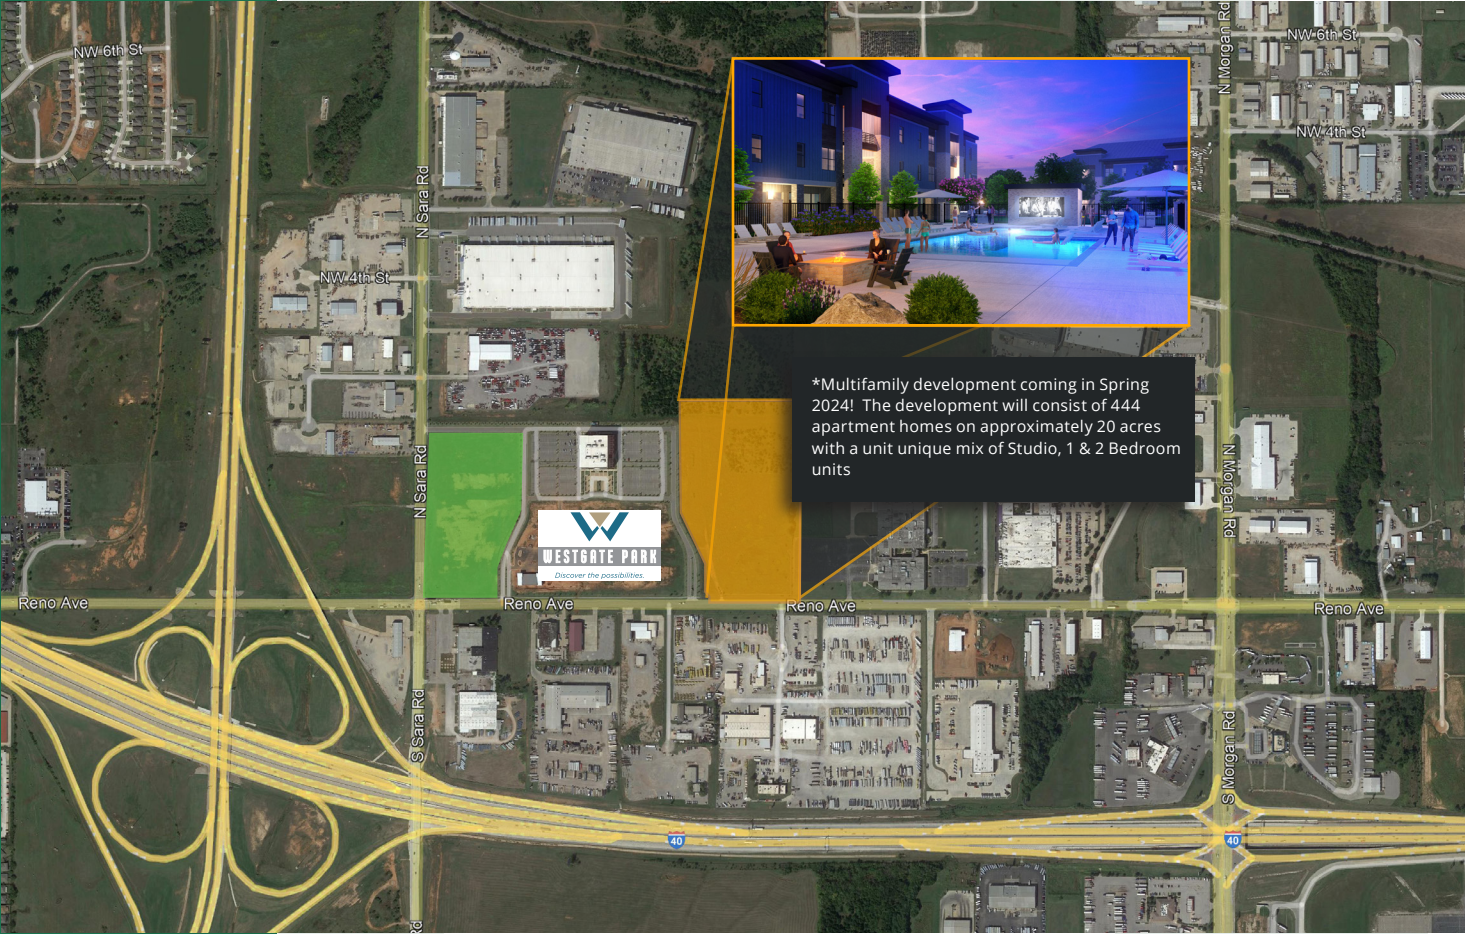 NW 6th St
N Morgan Rd
NW 6th St
NW 4th St
N Sara Rd
NW 4th St
*Multifamily development coming in Spring
2024!  The development will consist of 444
apartment homes on approximately 20 acres
with a unit unique mix of Studio, 1 & 2 Bedroom
units
N Sara Rd
N Morgan Rd
W
WESTGATE PARK
Discover the possibilities.
Reno Ave
Reno Ave
Reno Ave
Reno Ave
S Sara Rd
S Morgan Rd
40
40
Rd